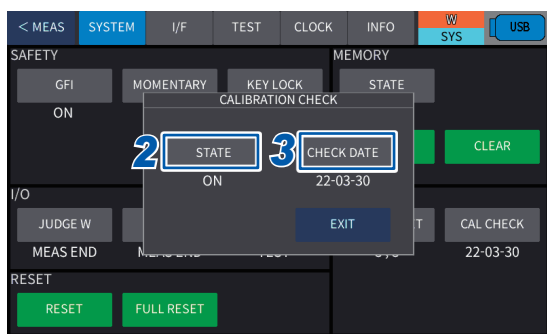 < MEAS SYSTEM I/F TEST CLOCK INFO W SYS USB
SAFETY MEMORY
GFI MOMENTARY KEY LOCK STATE
ON
CALIBRATION CHECK
2 STATE 3 CHECK DATE
ON 22-03-30
EXIT
CLEAR
I/O
JUDGE W T CAL CHECK
MEAS END 22-03-30
RESET
RESET FULL RESET